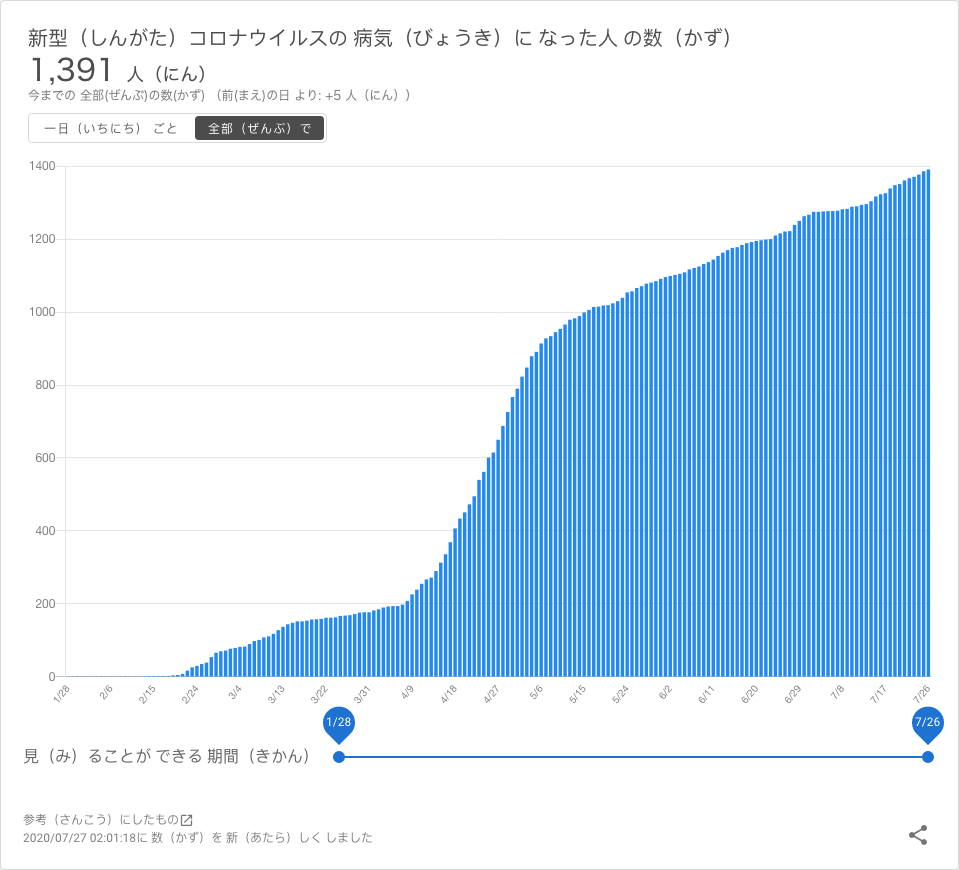 新型（しんがた）コロナウイルスの 病気（びょうき）に なった人 の数（かず）
1,391 人（にん）
今までの 全部(ぜんぶ)の数(かず) （前(まえ)の日 より: +5 人（にん））
一日（いちにち） ごと 全部（ぜんぶ）で
1400
1200
1000
800
600
400
200
0
1/28 2/6 2/15 2/24 3/4 3/13 3/22 3/31 4/9 4/18 4/27 5/6 5/15 5/24 6/2 6/11 6/20 6/29 7/8 7/17 7/26
1/28 7/26
見（み）ることが できる 期間（きかん）
参考（さんこう）にしたもの
2020/07/27 02:01:18に 数（かず）を 新（あたら）しく しました